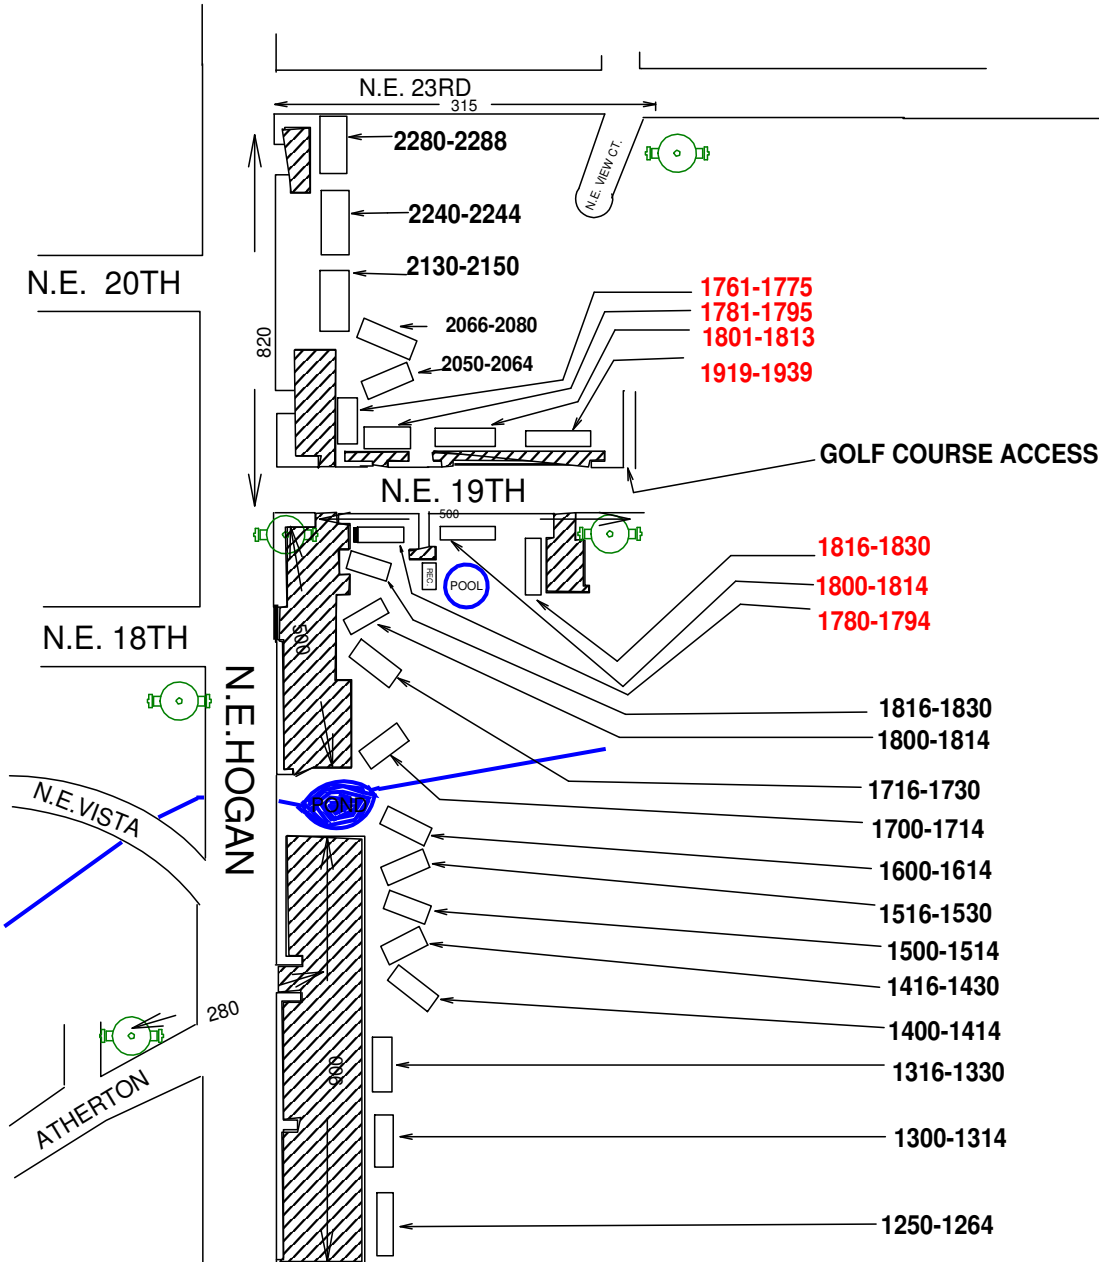 N.E. 23RD
315
2280-2288
N.E. VIEW CT.
2240-2244
2130-2150
N.E. 20TH
1761-1775
1781-1795
1801-1813
1919-1939
2066-2080
820
2050-2064
GOLF COURSE ACCESS
N.E. 19TH
500
1816-1830
1800-1814
1780-1794
REC.
POOL
N.E. 18TH
500
N.E.HOGAN
1816-1830
1800-1814
1716-1730
1700-1714
N.E.VISTA
POND
1600-1614
1516-1530
1500-1514
1416-1430
280
1400-1414
900
1316-1330
ATHERTON
1300-1314
1250-1264